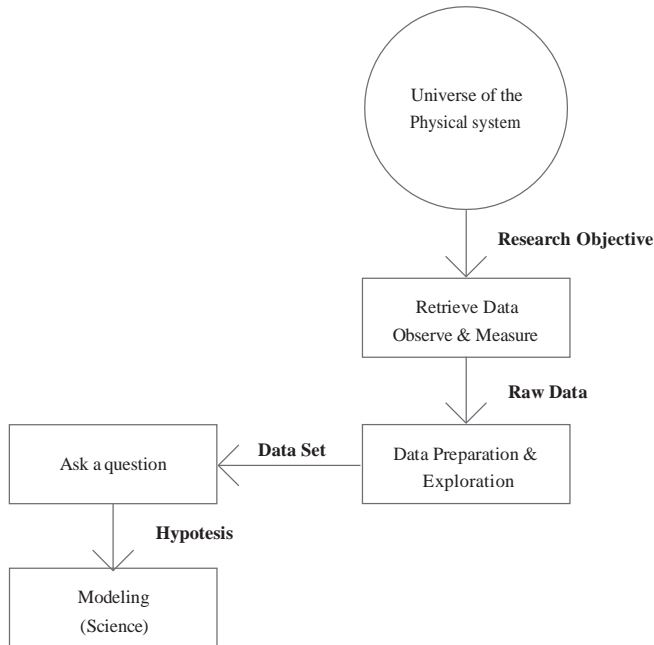 Universe of the
Physical system
Research Objective
Retrieve Data
Observe & Measure
Raw Data
Data Preparation &
Exploration
Data Set
Ask a question
Hypotesis
Modeling
(Science)